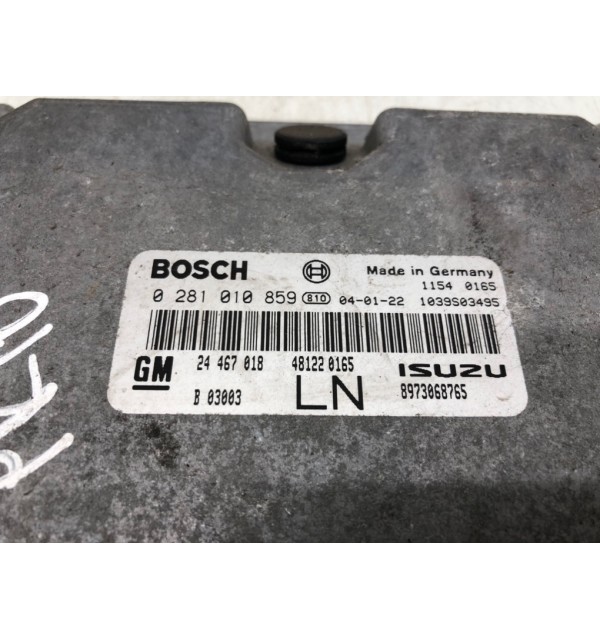 BOSCH Made in Germany
1154 0165
0 281 010 859 810 04-01-22 1039S03495
GM 24 467 018 48122 0165 ISUZU
B 03003 LN 8973068765